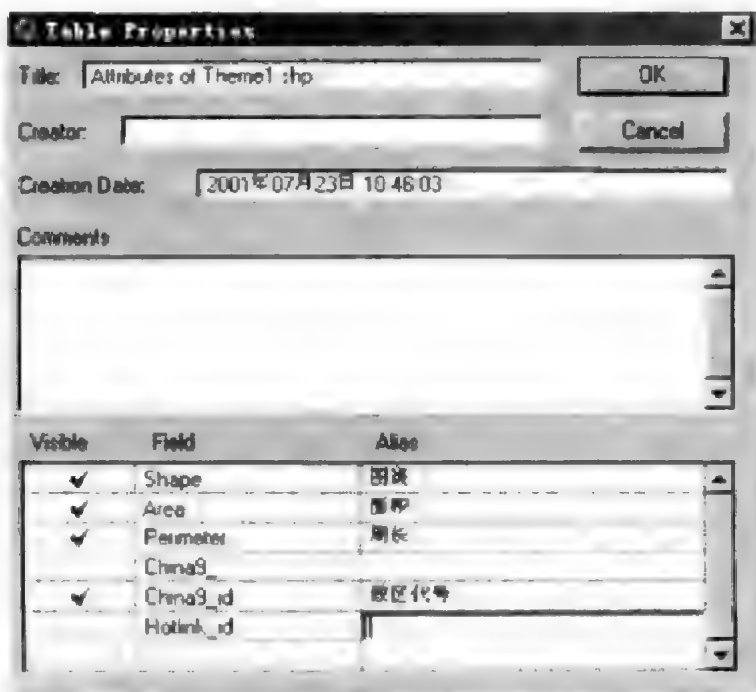 Table Properties
Title: Attributes of Theme1.shp
OK
Creator:
Cancel
Creation Date: 2001年07月23日 10:46:03
Comments
Visible Field Alias
Shape
Area 面积
Perimeter 周长
China9_
China9_id 政区代号
Hotlink_id